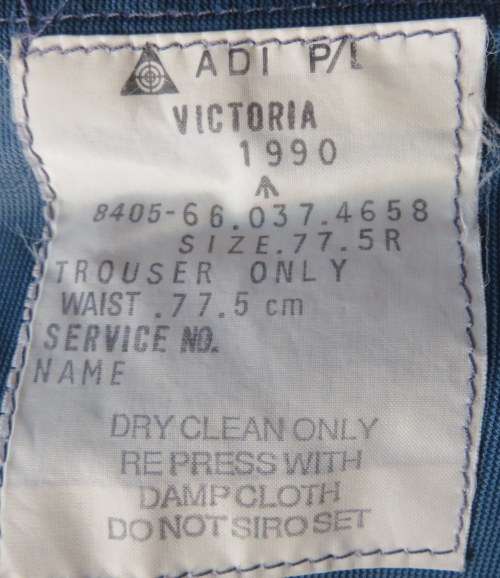 ADI P/L
VICTORIA
1990
8405-66.037.4658
SIZE.77.5R
TROUSER ONLY
WAIST .77.5 cm
SERVICE NO.
NAME
DRY CLEAN ONLY
RE PRESS WITH
DAMP CLOTH
DO NOT SIRO SET